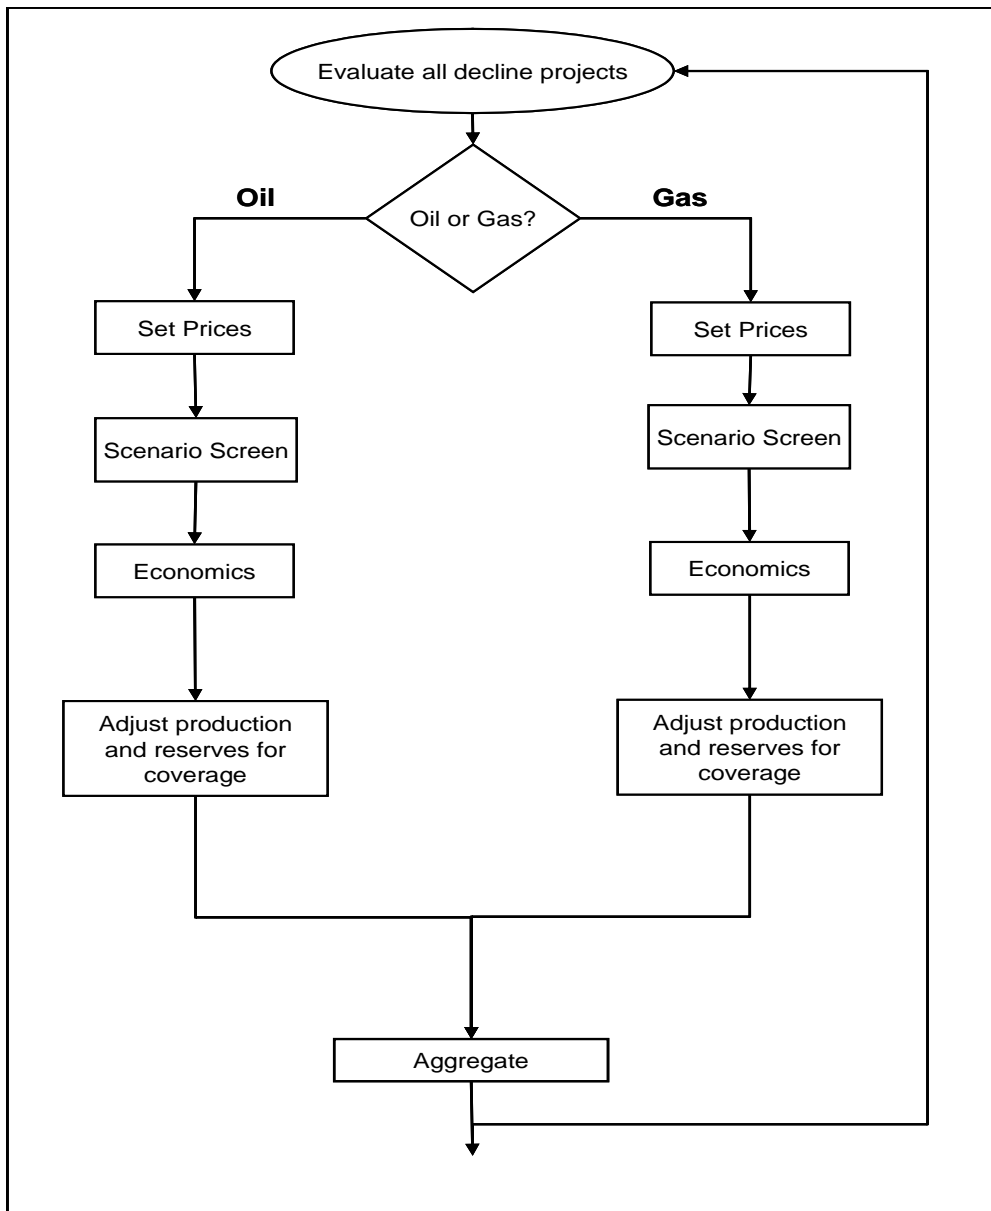 Evaluate all decline projects
Oil
Gas
Oil or Gas?
Set Prices
Set Prices
Scenario Screen
Scenario Screen
Economics
Economics
Adjust production
and reserves for
coverage
Adjust production
and reserves for
coverage
Aggregate